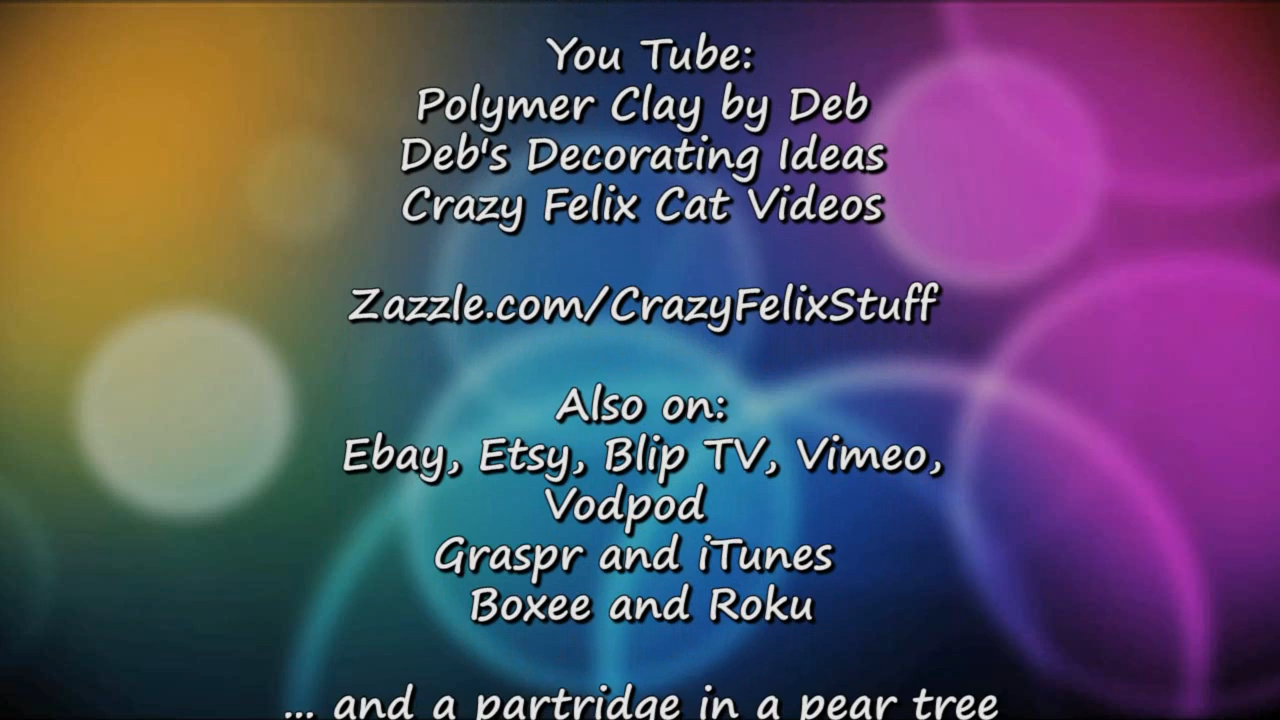 You Tube:
Polymer Clay by Deb
Deb's Decorating Ideas
Crazy Felix Cat Videos
Zazzle.com/CrazyFelixStuff
Also on:
Ebay, Etsy, Blip TV, Vimeo,
Vodpod
Graspr and iTunes
Boxee and Roku
... and a partridge in a pear tree